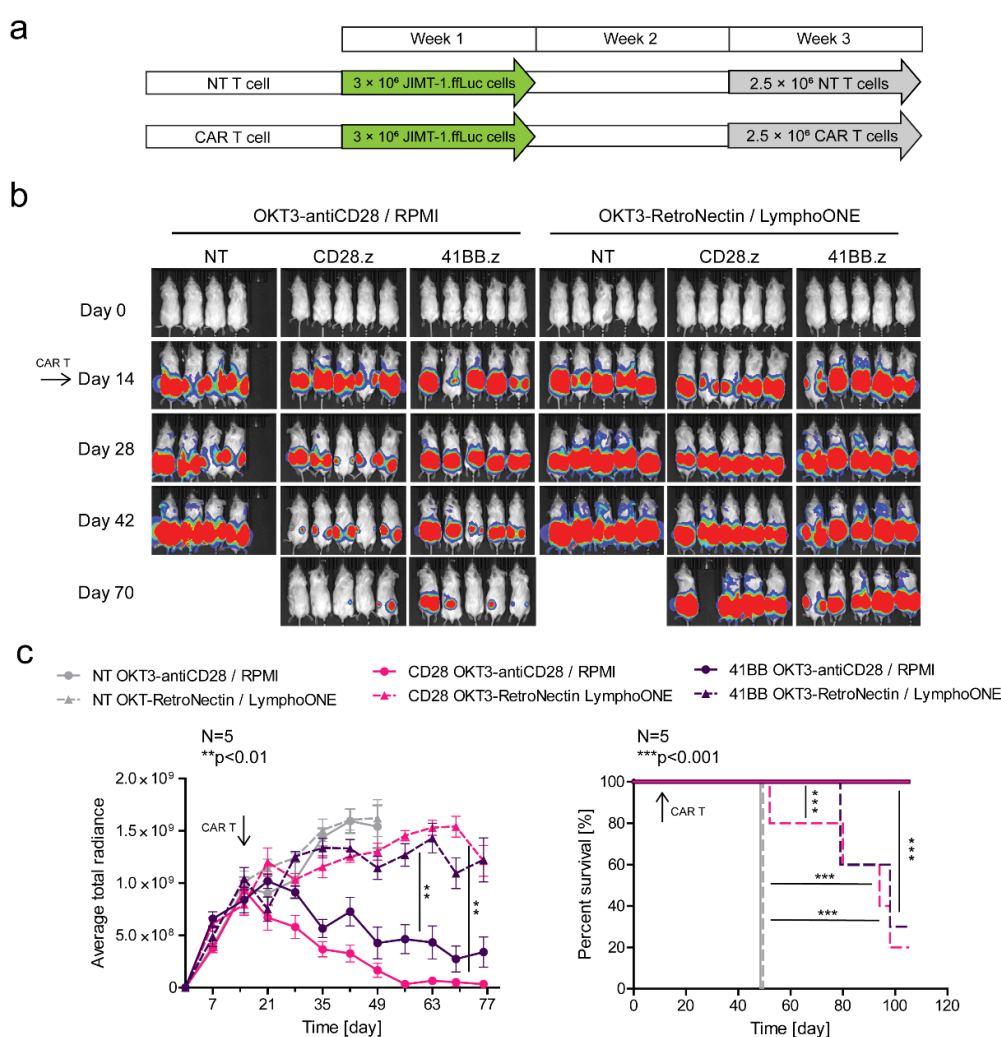 a
Week 1 Week 2 Week 3
NT T cell 3 × 10⁶ JIMT-1.ffLuc cells 2.5 × 10⁶ NT T cells
CAR T cell 3 × 10⁶ JIMT-1.ffLuc cells 2.5 × 10⁶ CAR T cells
b
OKT3-antiCD28 / RPMI OKT3-RetroNectin / LymphoONE
NT CD28.z 41BB.z NT CD28.z 41BB.z
Day 0
CAR T
Day 14
Day 28
Day 42
Day 70
c
NT OKT3-antiCD28 / RPMI CD28 OKT3-antiCD28 / RPMI 41BB OKT3-antiCD28 / RPMI
NT OKT-RetroNectin / LymphoONE CD28 OKT3-RetroNectin LymphoONE 41BB OKT3-RetroNectin / LymphoONE
N=5
**p<0.01
2.0 × 10⁹
1.5 × 10⁹
1.0 × 10⁹
5.0 × 10⁸
0
Average total radiance
CAR T
**
**
7 21 35 49 63 77
Time [day]
N=5
***p<0.001
100
80
60
40
20
0
Percent survival [%]
CAR T
***
***
***
***
0 20 40 60 80 100 120
Time [day]